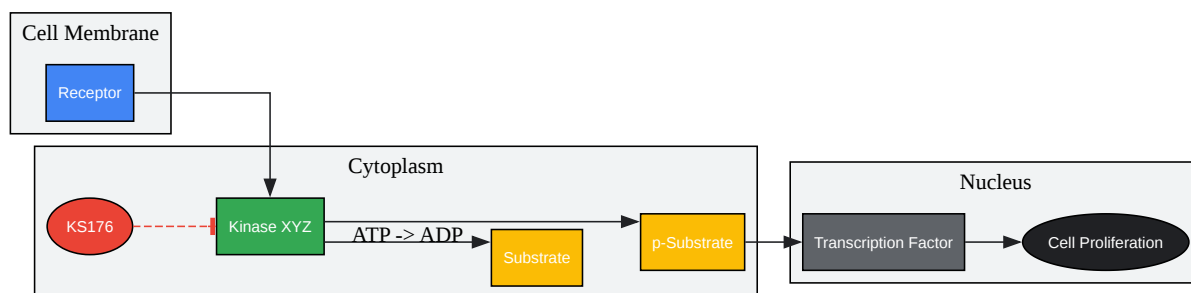 Cell Membrane
Receptor
Cytoplasm
KS176
Kinase XYZ
ATP -> ADP
Substrate
p-Substrate
Nucleus
Transcription Factor
Cell Proliferation